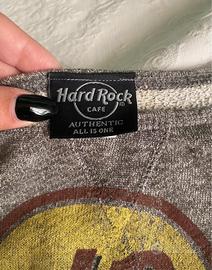 Hard Rock
CAFE
®
AUTHENTIC
ALL IS ONE